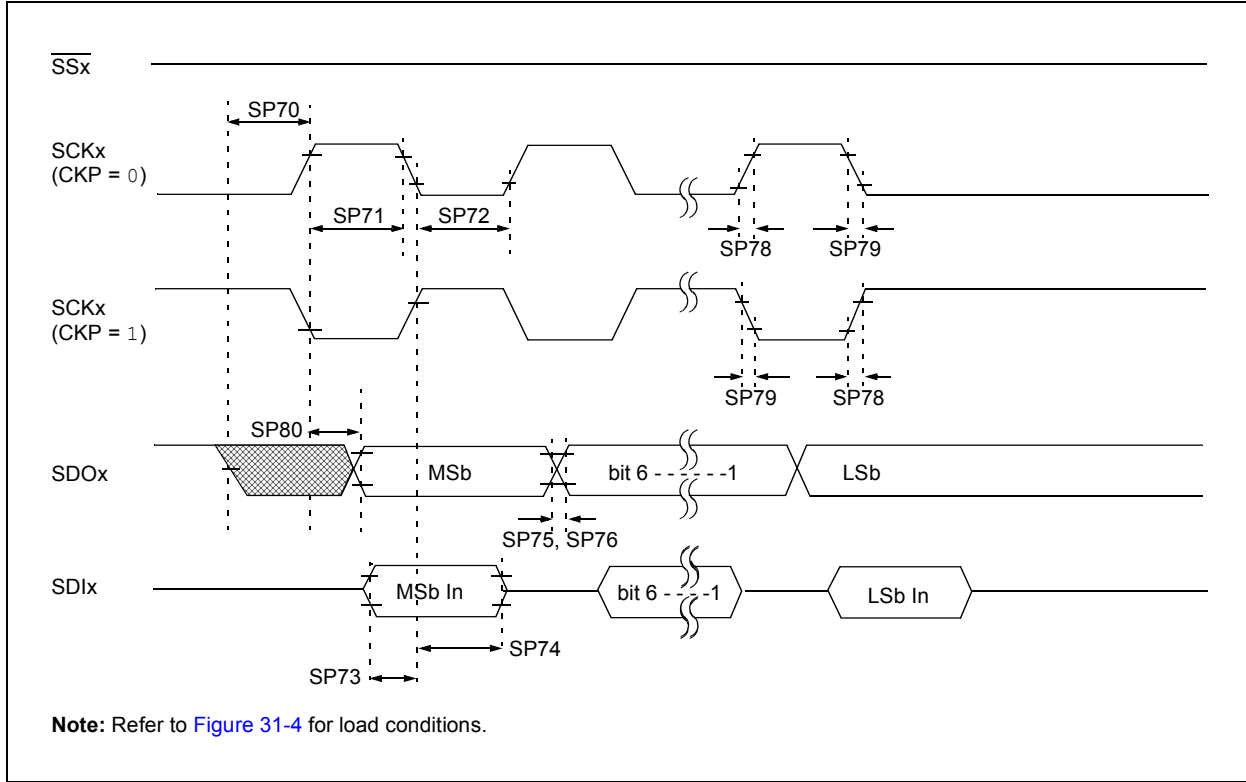 SSx
SP70
SCKx
(CKP = 0)
SP71
SP72
SP78
SP79
SCKx
(CKP = 1)
SP79
SP78
SP80
SDOx
MSb
bit 6 - - - - - -1
LSb
SP75, SP76
SDIx
MSb In
bit 6 - - - -1
LSb In
SP74
SP73
Note: Refer to Figure 31-4 for load conditions.